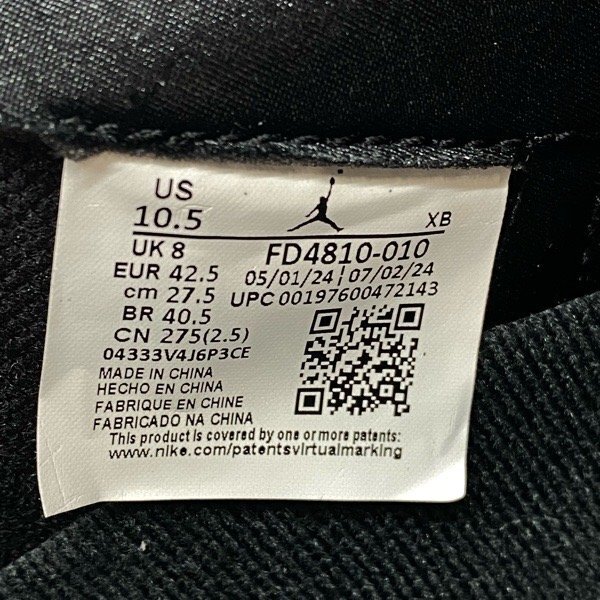 US
10.5
XB
UK 8
FD4810-010
EUR 42.5
05/01/24 | 07/02/24
cm 27.5
UPC 00197600472143
BR 40.5
CN 275(2.5)
04333V4J6P3CE
MADE IN CHINA
HECHO EN CHINA
FABRIQUE EN CHINE
FABRICADO NA CHINA
This product is covered by one or more patents:
www.nike.com/patentsvirtualmarking